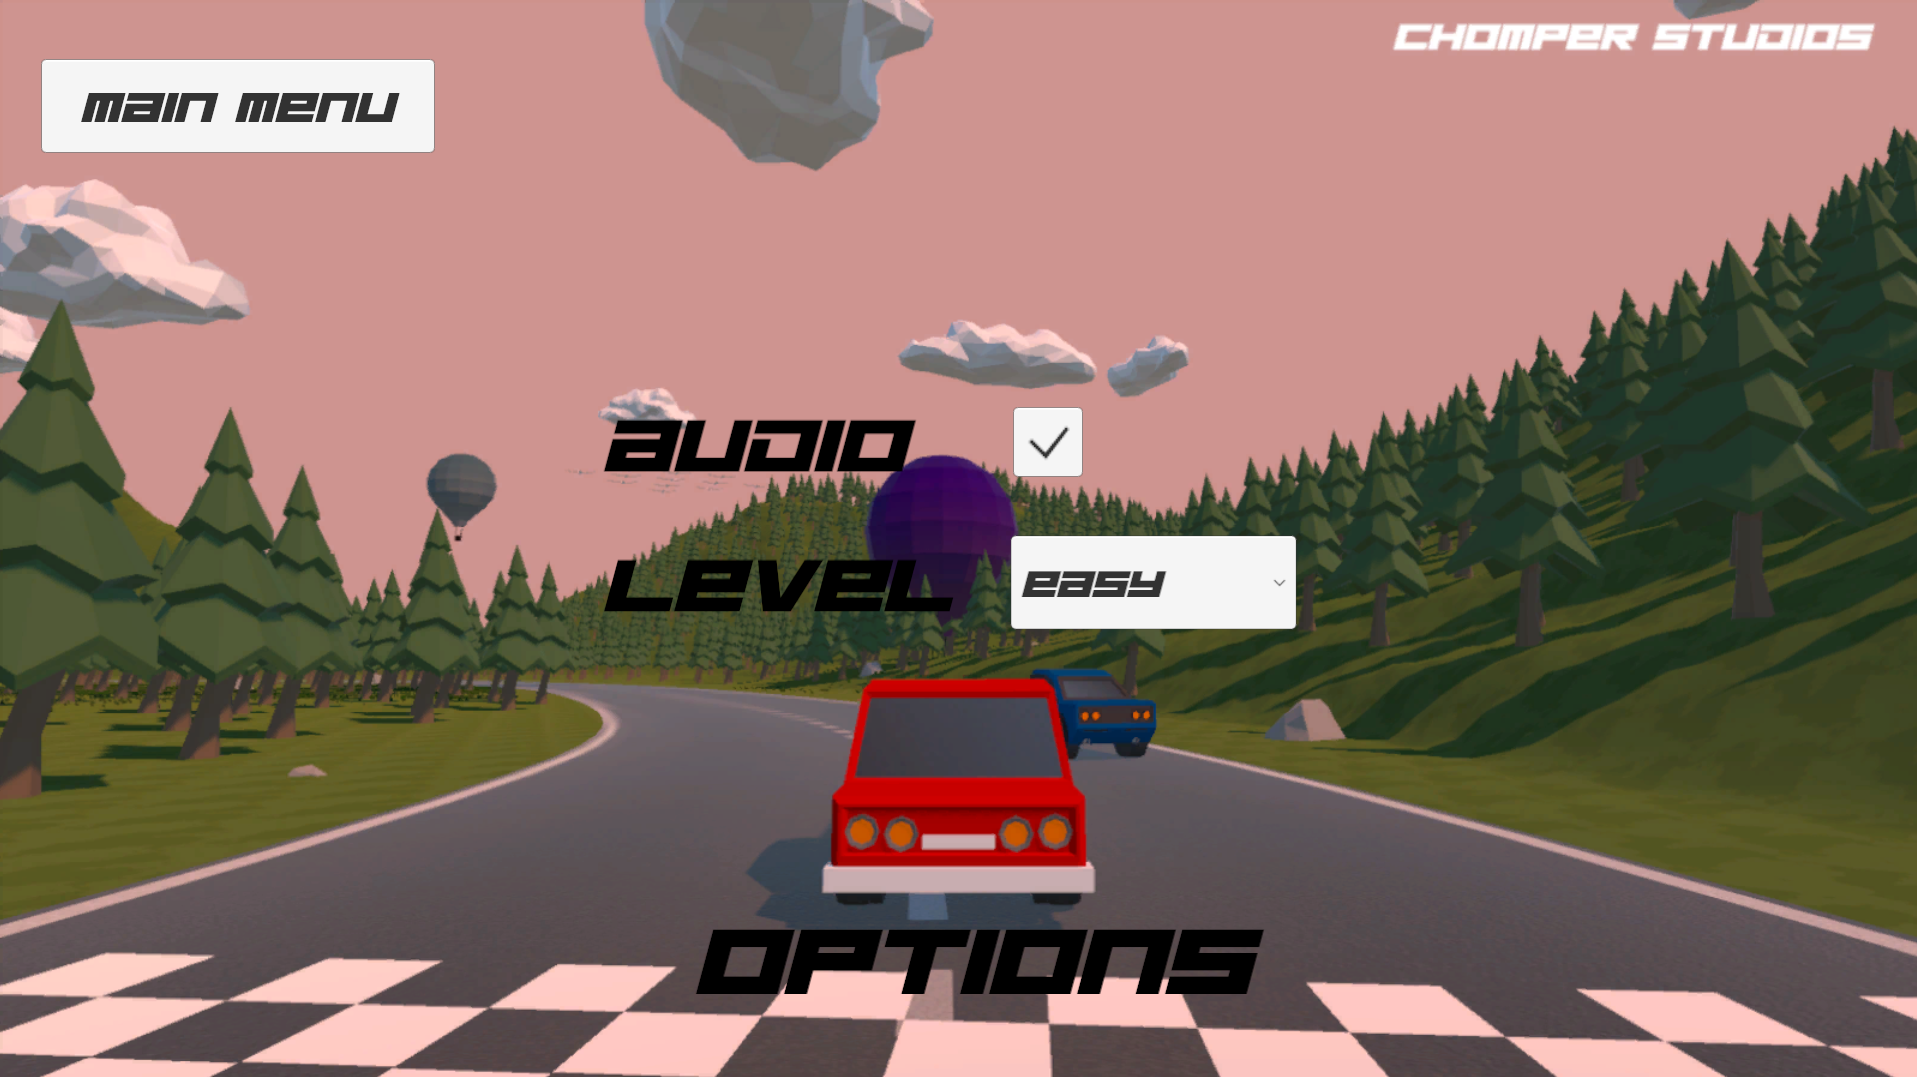 CHOMPER STUDIOS
MAIN MENU
AUDIO
LEVEL
EASY
OPTIONS